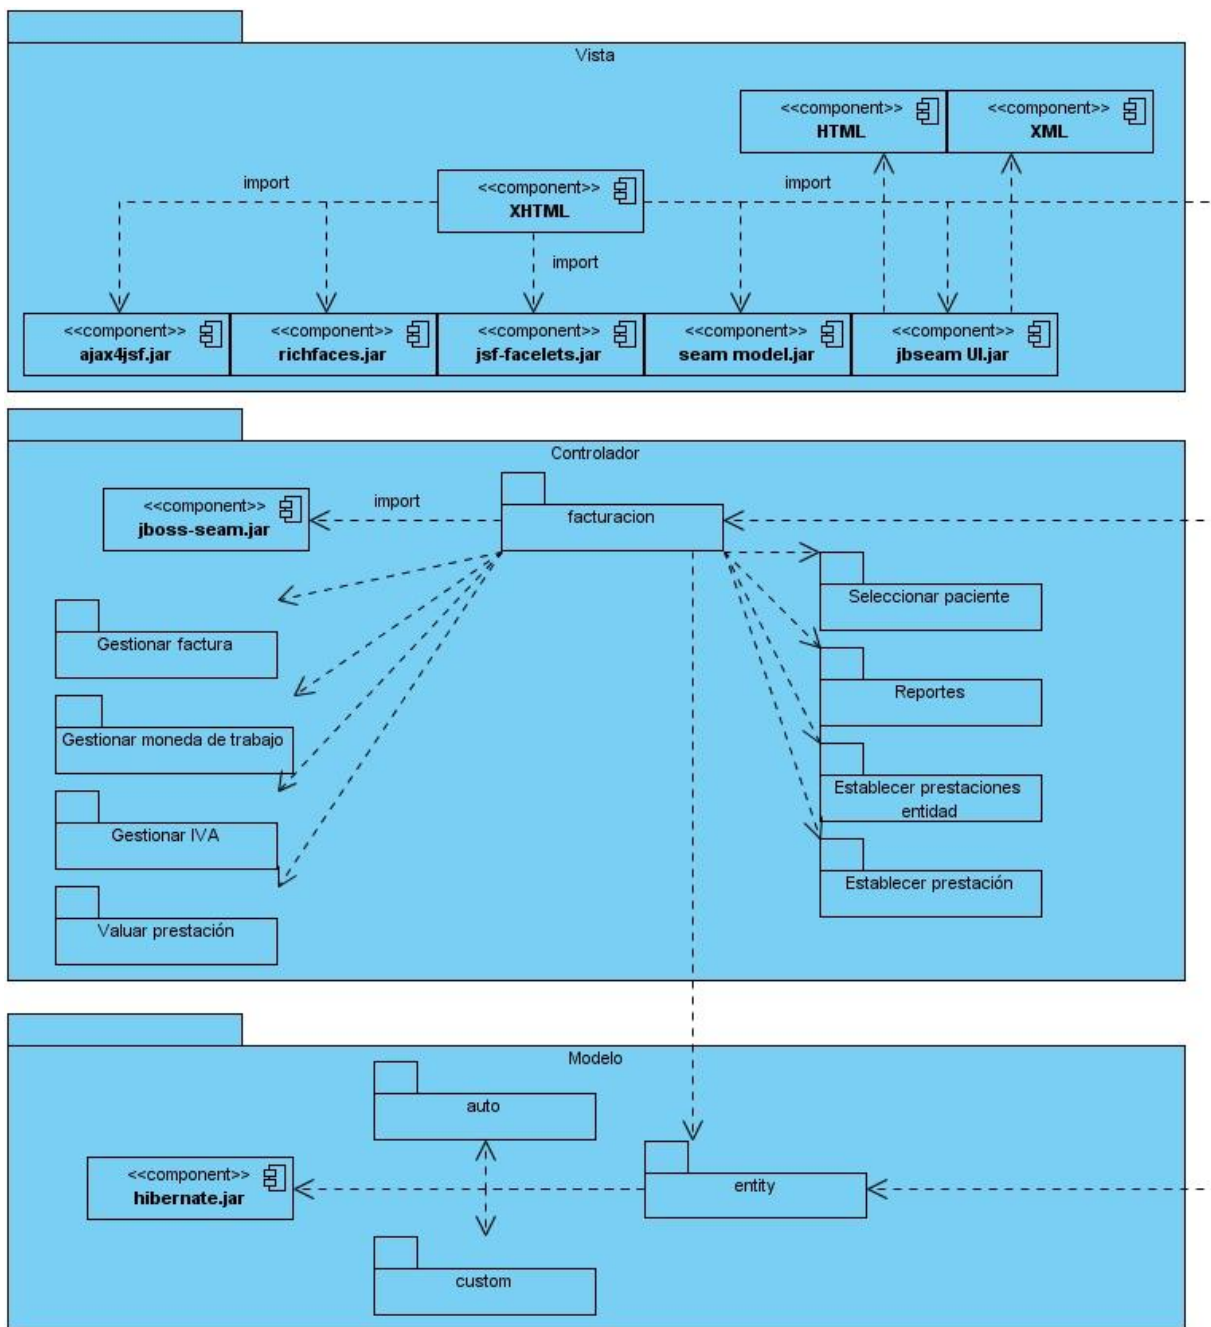 Vista
<<component>>
HTML
<<component>>
XML
import
<<component>>
XHTML
import
import
<<component>>
ajax4jsf.jar
<<component>>
richfaces.jar
<<component>>
jsf-facelets.jar
<<component>>
seam model.jar
<<component>>
jbseam UI.jar
Controlador
<<component>>
jboss-seam.jar
import
facturacion
Seleccionar paciente
Gestionar factura
Reportes
Gestionar moneda de trabajo
Establecer prestaciones
entidad
Gestionar IVA
Establecer prestación
Valuar prestación
Modelo
auto
<<component>>
hibernate.jar
entity
custom